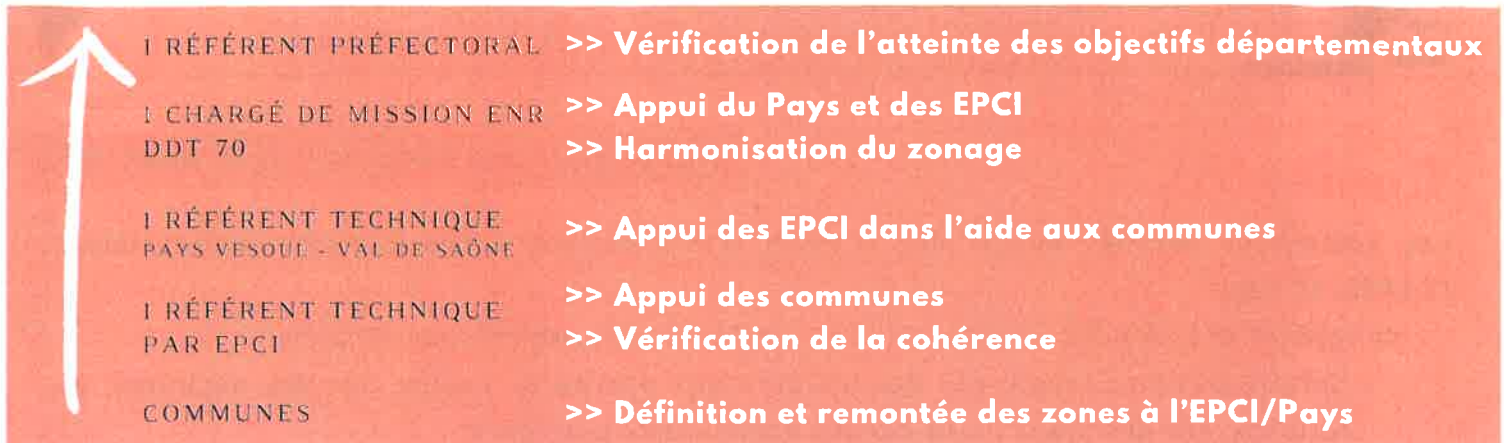 1 RÉFÉRENT PRÉFECTORAL >> Vérification de l'atteinte des objectifs départementaux
1 CHARGÉ DE MISSION ENR
DDT 70
>> Appui du Pays et des EPCI
>> Harmonisation du zonage
1 RÉFÉRENT TECHNIQUE
PAYS VESOUL - VAL DE SAÔNE
>> Appui des EPCI dans l'aide aux communes
1 RÉFÉRENT TECHNIQUE
PAR EPCI
>> Appui des communes
>> Vérification de la cohérence
COMMUNES >> Définition et remontée des zones à l'EPCI/Pays